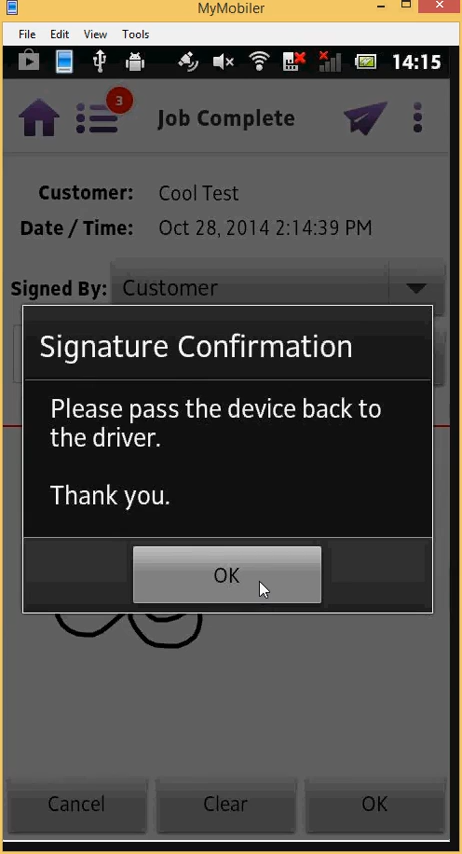 MyMobiler
File Edit View Tools
14:15
3
Job Complete
Customer: Cool Test
Date / Time: Oct 28, 2014 2:14:39 PM
Signed By: Customer
Signature Confirmation
Please pass the device back to
the driver.
Thank you.
OK
Cancel Clear OK